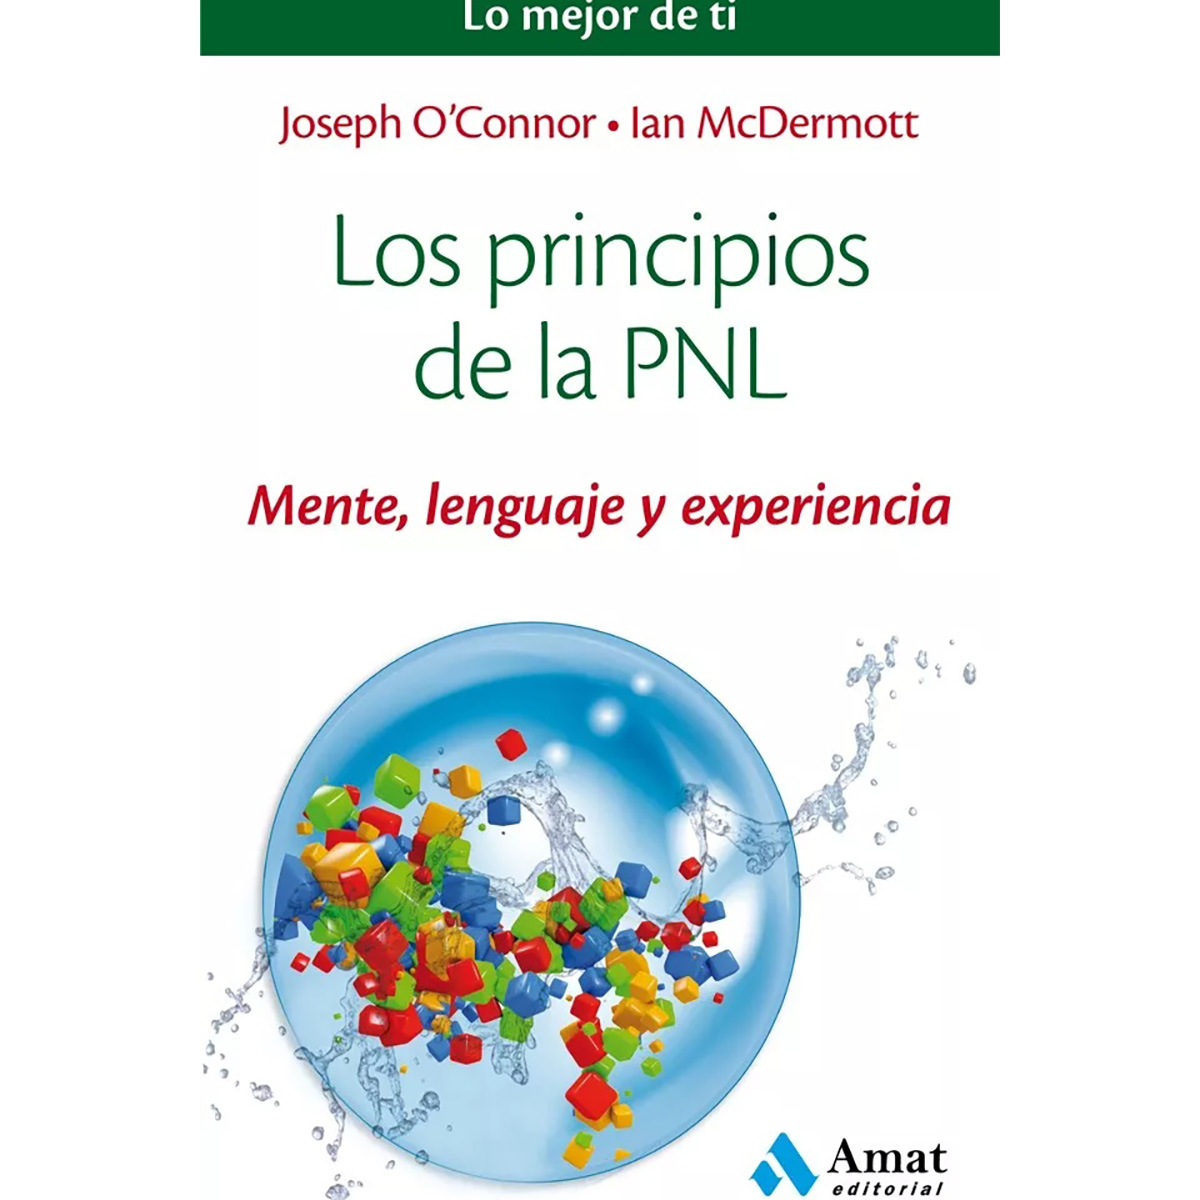 Lo mejor de ti
Joseph O'Connor • Ian McDermott
Los principios
de la PNL
Mente, lenguaje y experiencia
Amat
editorial